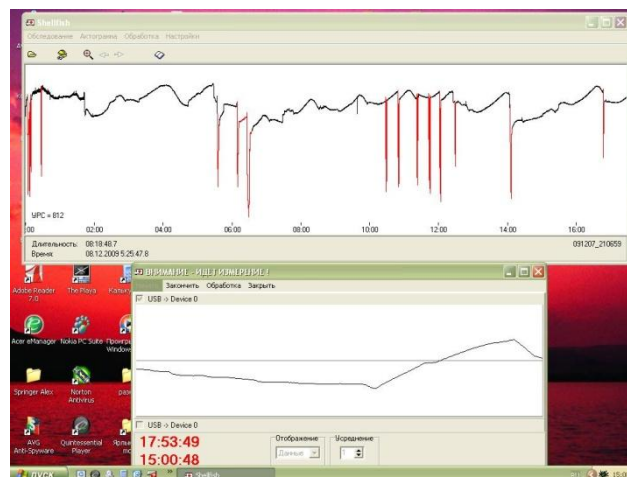 Shellfish
Обследование Актограмма Обработка Настройки
УРС = 812
:00 02:00 04:00 06:00 08:00 10:00 12:00 14:00 16:00
Длительность: 08:18:48.7
Время: 08.12.2009 5:25:47.8
091207_210659
ВНИМАНИЕ - ИДЕТ ИЗМЕРЕНИЕ !
Закончить Обработка Закрыть
USB -> Device 0
Adobe Reader 7.0
The Playa
Acer eManager
Nokia PC Suite
Springer Alex
Norton Antivirus
AVG Anti-Spyware
Quintessential Player
USB -> Device 0
17:53:49
15:00:48
Отображение
Данные
Усреднение
1
пуск
Shellfish